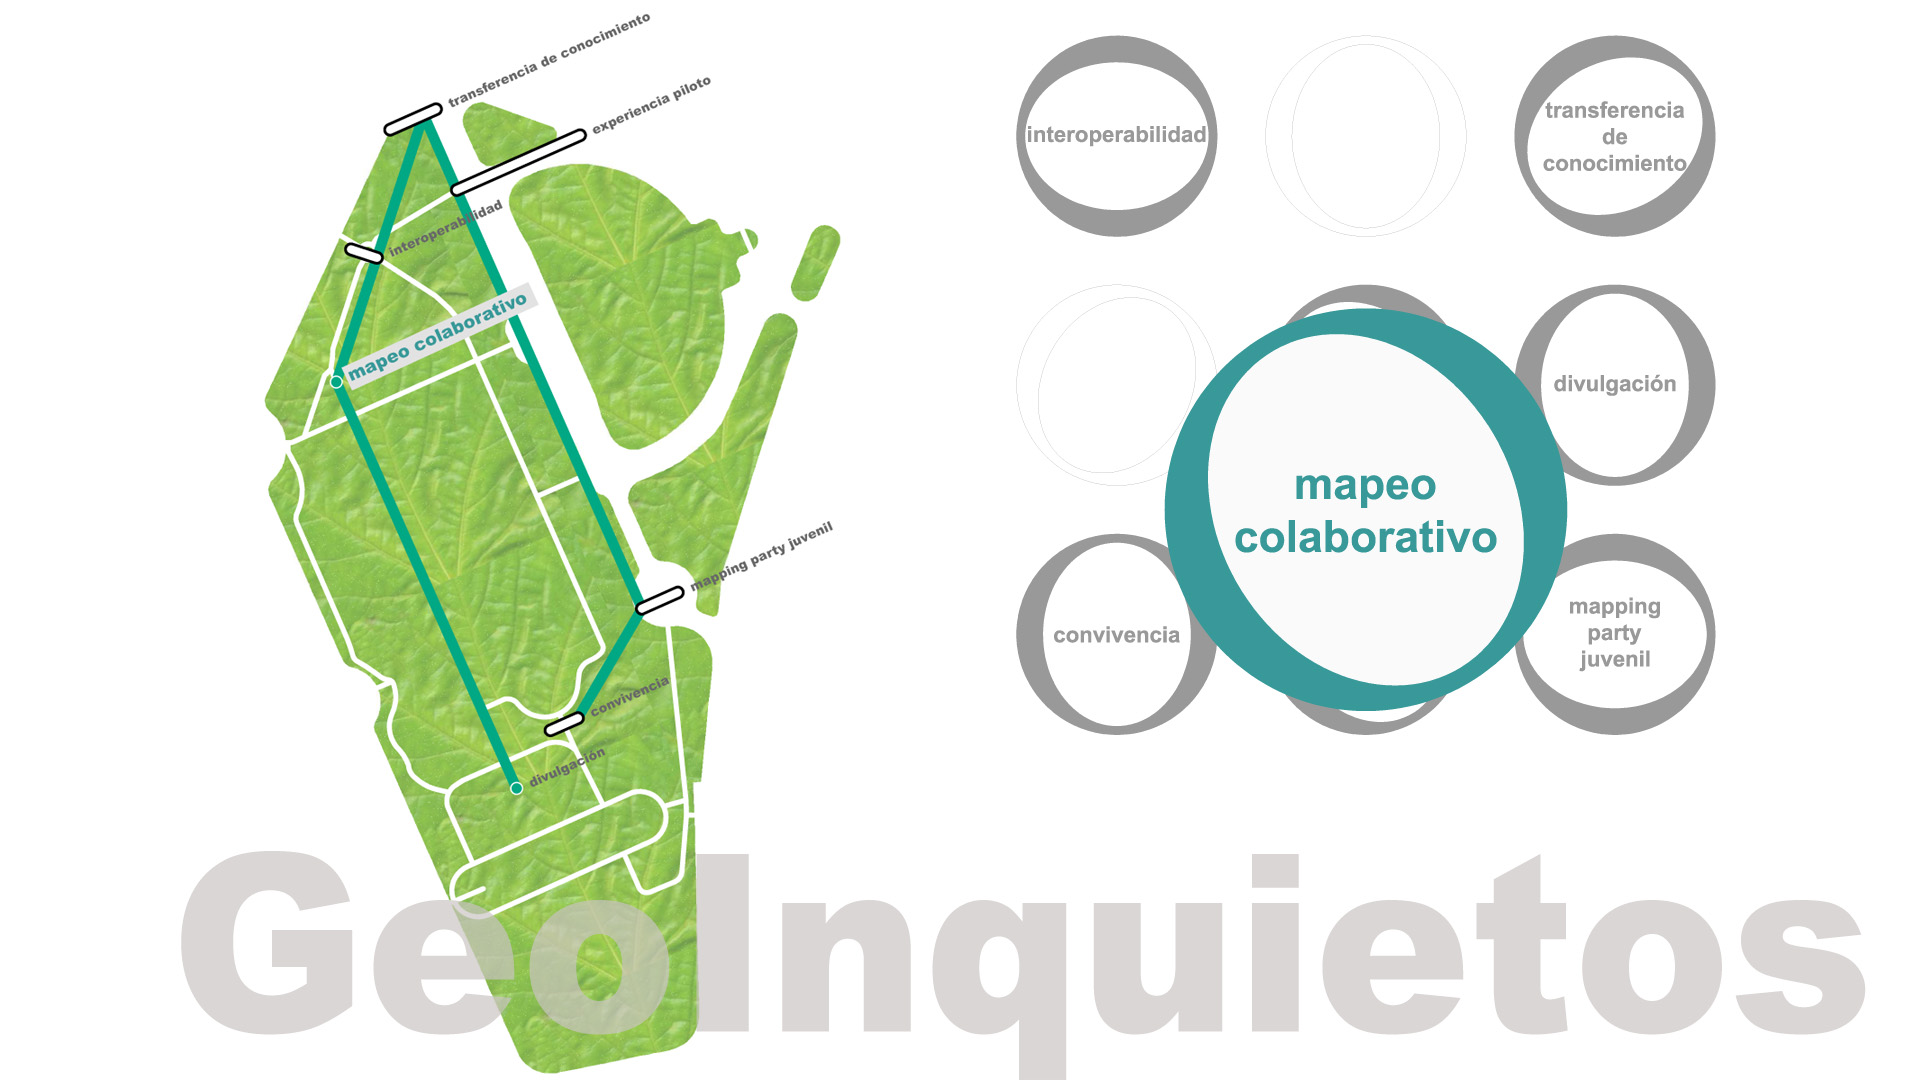 transferencia de conocimiento
experiencia piloto
interoperabilidad
mapeo colaborativo
mapping party juvenil
convivencia
divulgación
interoperabilidad
transferencia
de
conocimiento
divulgación
mapeo
colaborativo
convivencia
mapping
party
juvenil
GeoInquietos